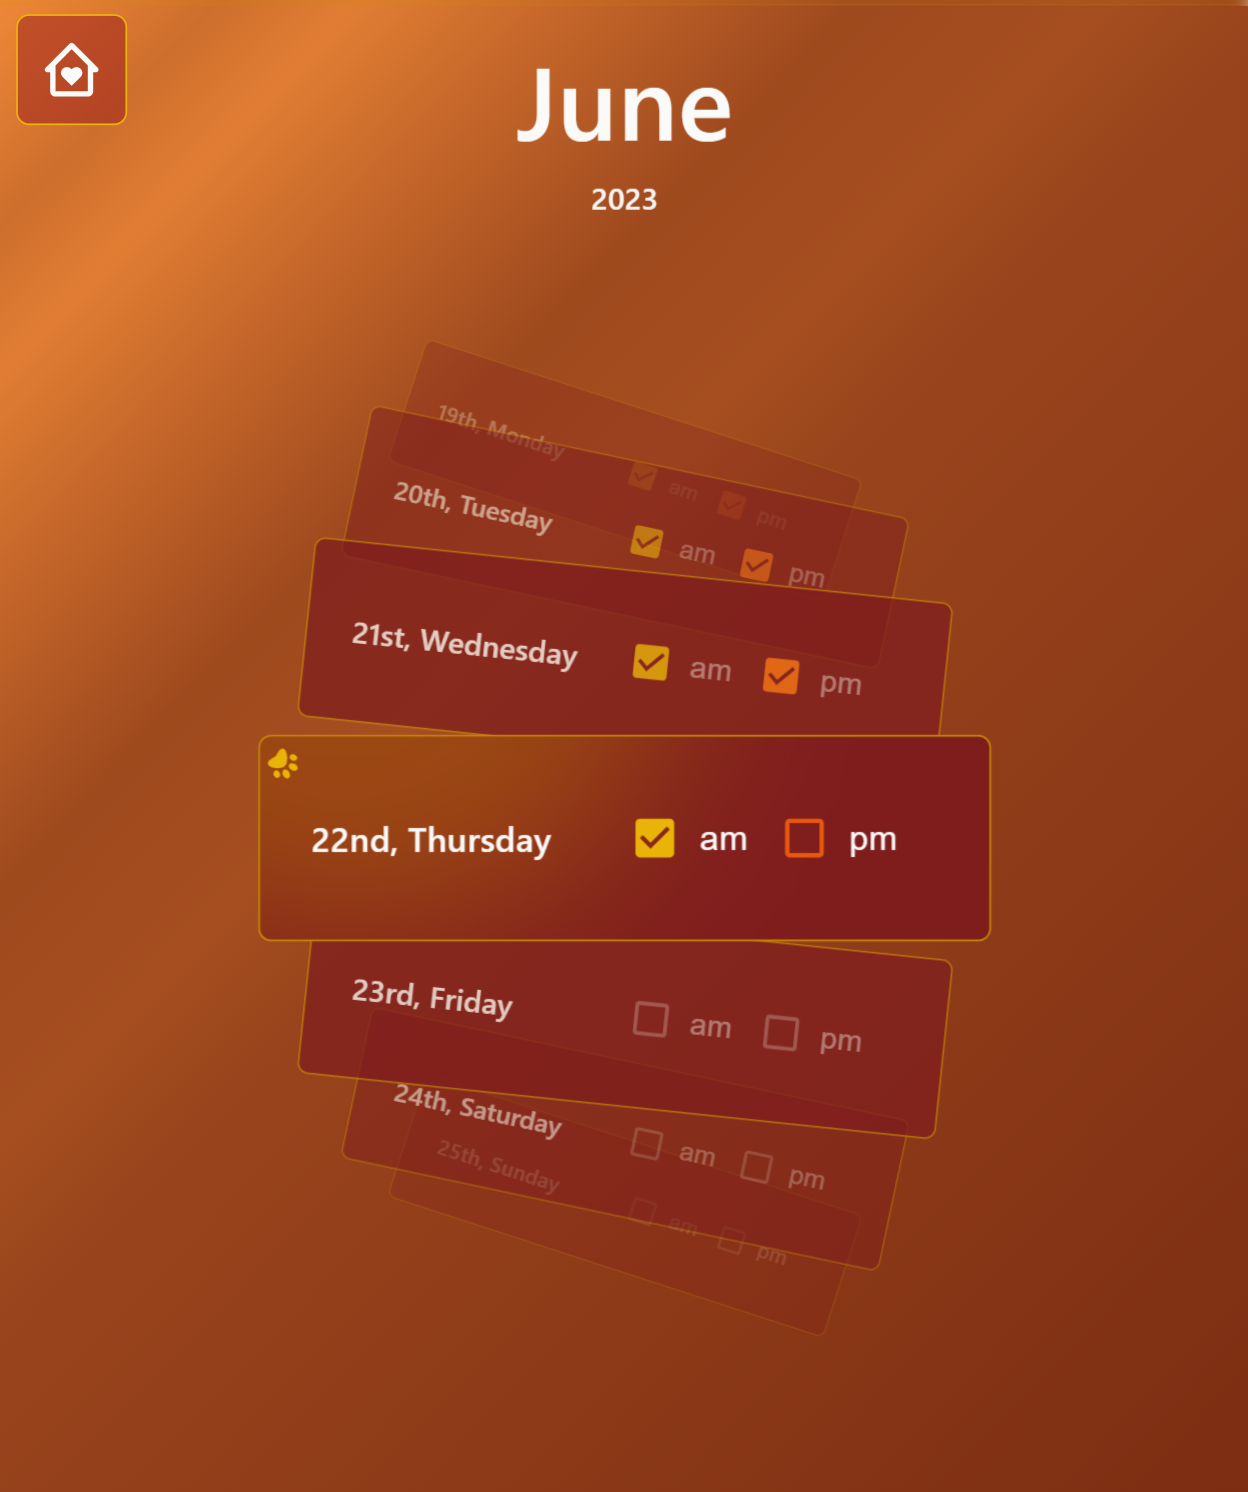 June
2023
19th, Monday am pm
20th, Tuesday am pm
21st, Wednesday am pm
22nd, Thursday am pm
23rd, Friday am pm
24th, Saturday am pm
25th, Sunday am pm